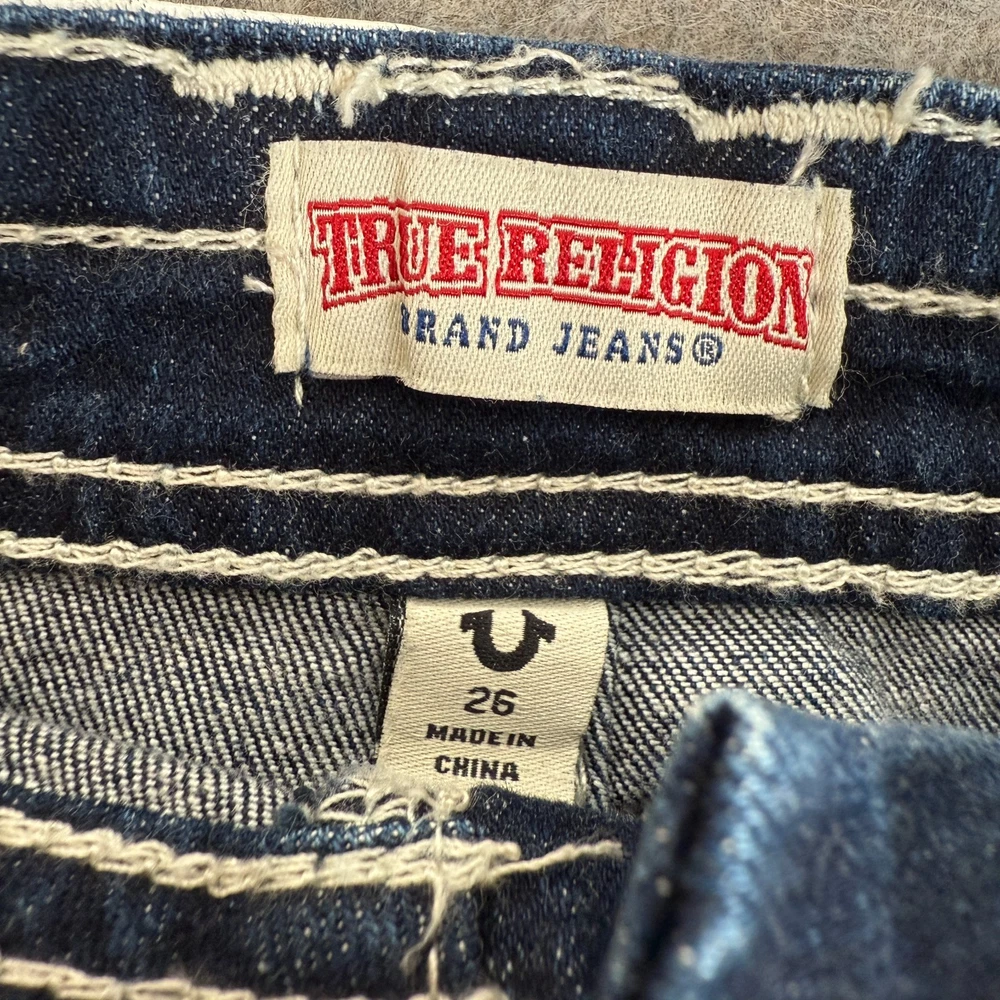 TRUE RELIGION
BRAND JEANS®
26
MADE IN
CHINA